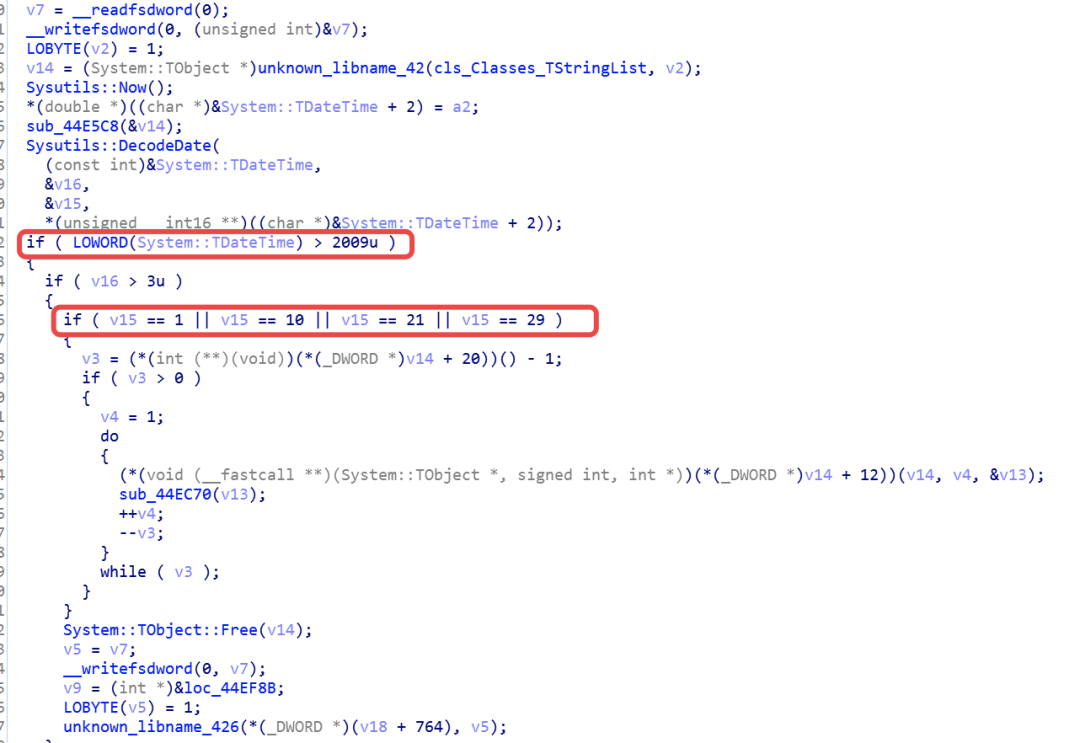 v7 = __readfsdword(0);
__writefsdword(0, (unsigned int)&v7);
LOBYTE(v2) = 1;
v14 = (System::TObject *)unknown_libname_42(cls_Classes_TStringList, v2);
Sysutils::Now();
*(double *)((char *)&System::TDateTime + 2) = a2;
sub_44E5C8(&v14);
Sysutils::DecodeDate(
(const int)&System::TDateTime,
&v16,
&v15,
*(unsigned __int16 **)((char *)&System::TDateTime + 2));
if ( LOWORD(System::TDateTime) > 2009u )
{
if ( v16 > 3u )
{
if ( v15 == 1 || v15 == 10 || v15 == 21 || v15 == 29 )
{
v3 = (*(int (**)(void))(*(_DWORD *)v14 + 20))() - 1;
if ( v3 > 0 )
{
v4 = 1;
do
{
(*(void (__fastcall **)(System::TObject *, signed int, int *))(*(_DWORD *)v14 + 12))(v14, v4, &v13);
sub_44EC70(v13);
++v4;
--v3;
}
while ( v3 );
}
}
System::TObject::Free(v14);
v5 = v7;
__writefsdword(0, v7);
v9 = (int *)&loc_44EF8B;
LOBYTE(v5) = 1;
unknown_libname_426(*(_DWORD *)(v18 + 764), v5);